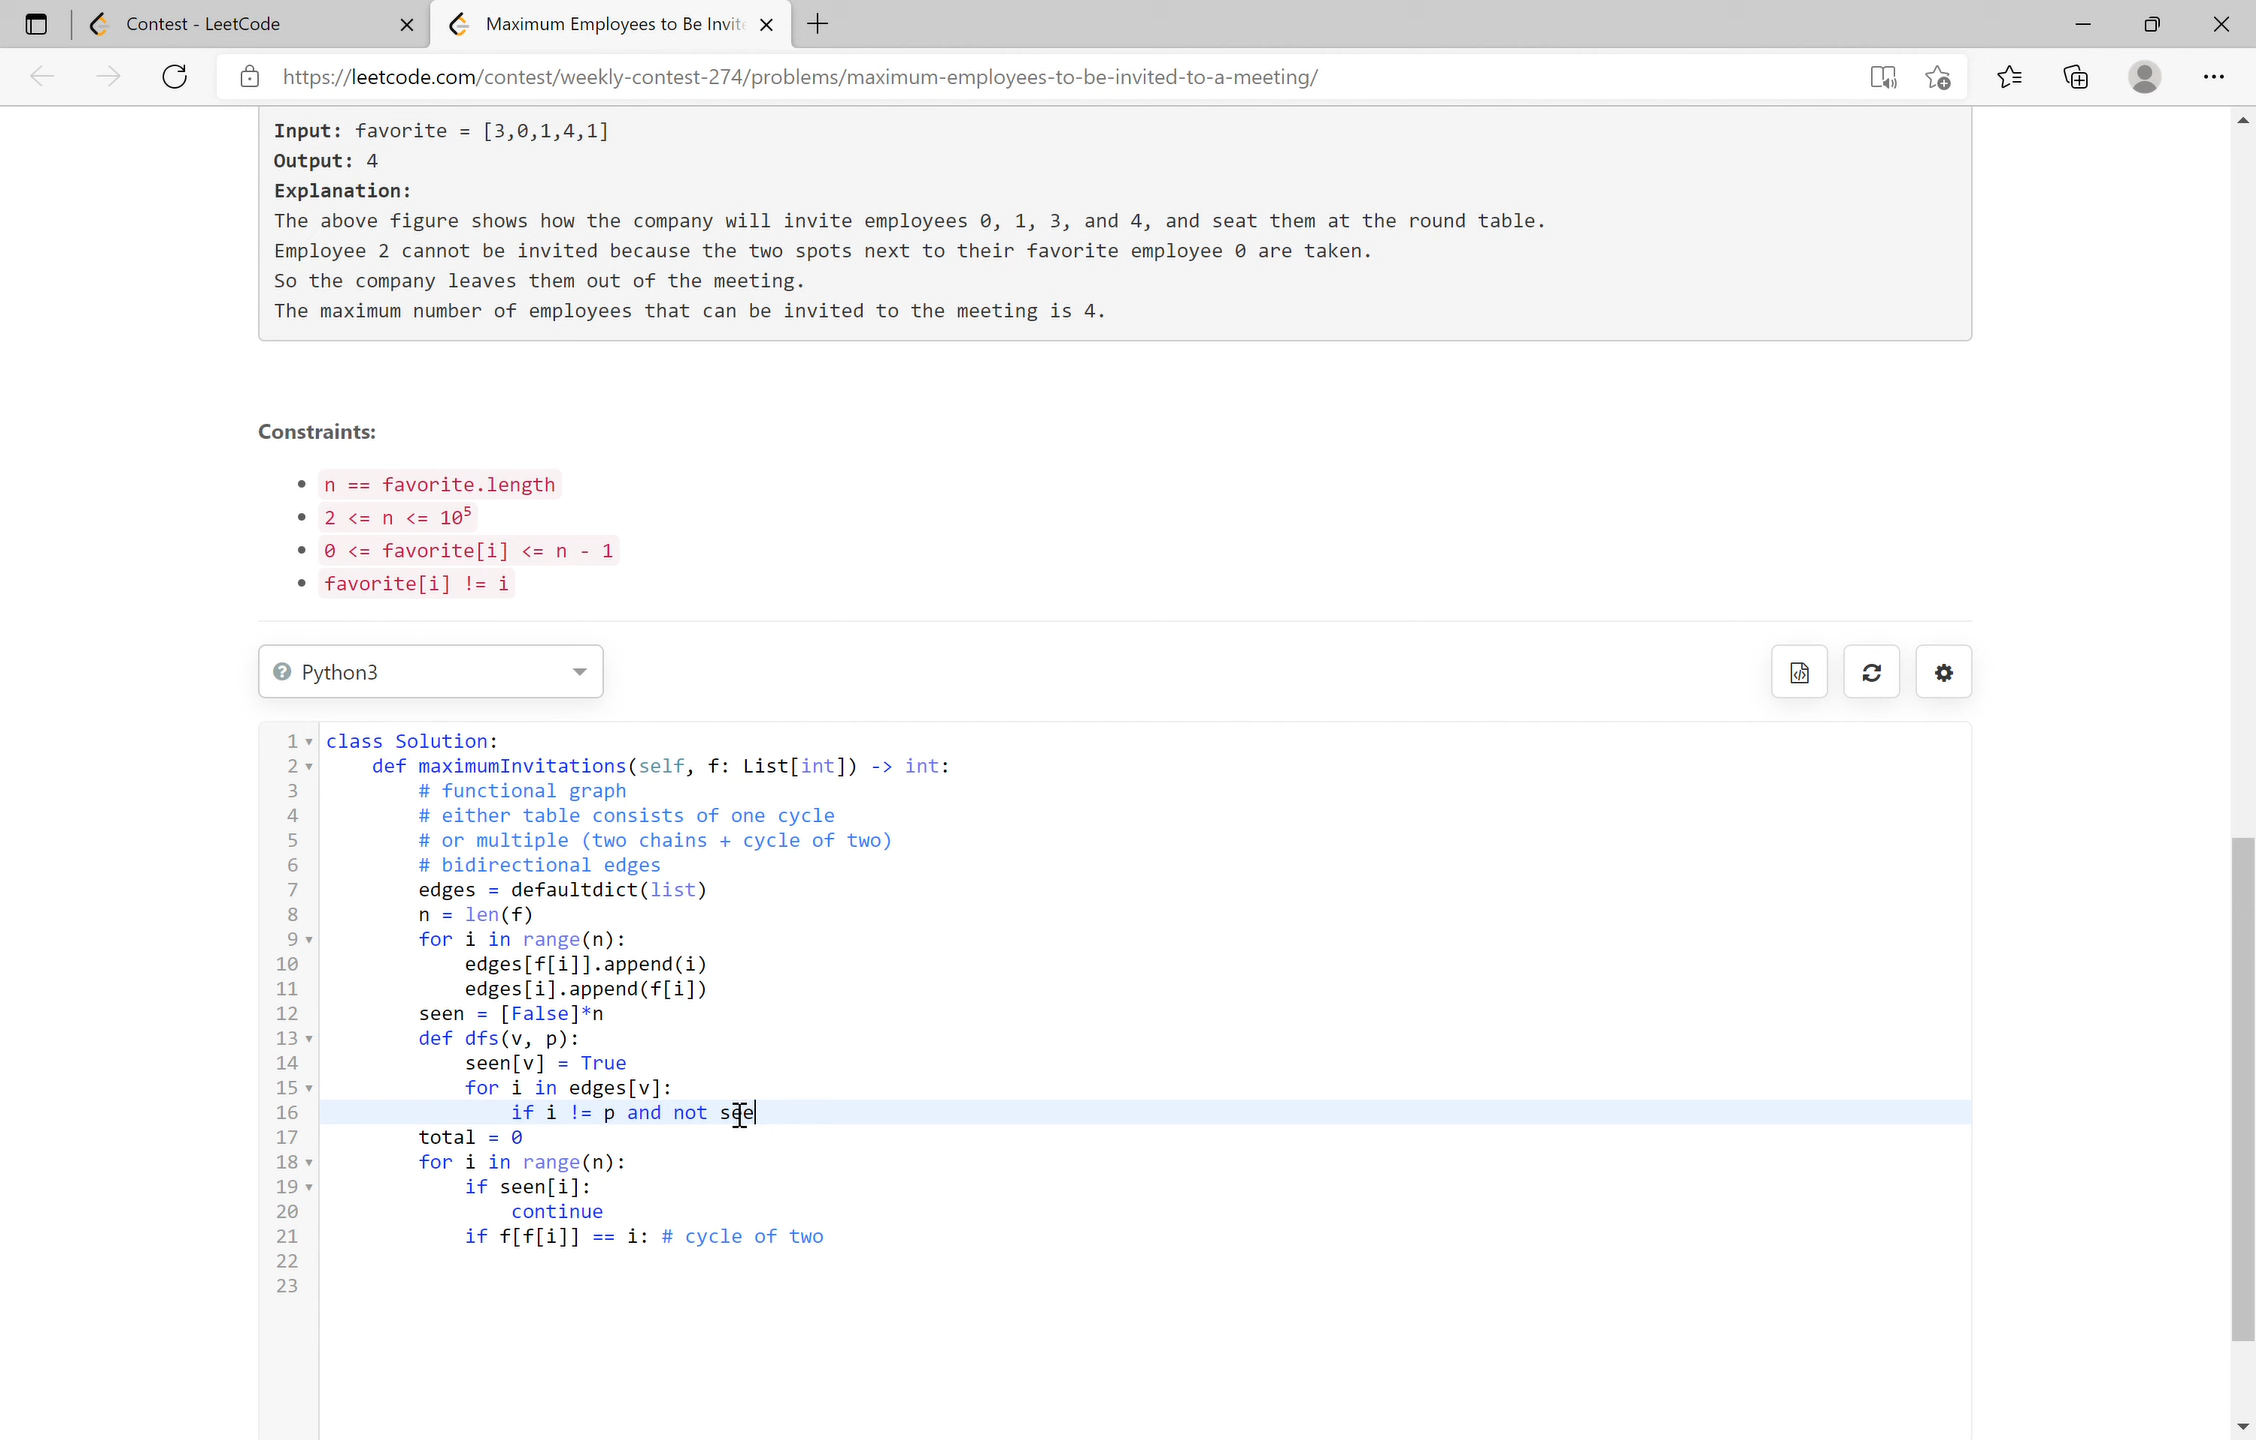 Contest - LeetCode
Maximum Employees to Be Invite
https://leetcode.com/contest/weekly-contest-274/problems/maximum-employees-to-be-invited-to-a-meeting/
Input: favorite = [3,0,1,4,1]
Output: 4
Explanation:
The above figure shows how the company will invite employees 0, 1, 3, and 4, and seat them at the round table.
Employee 2 cannot be invited because the two spots next to their favorite employee 0 are taken.
So the company leaves them out of the meeting.
The maximum number of employees that can be invited to the meeting is 4.
Constraints:
n == favorite.length
2 <= n <= 10⁵
0 <= favorite[i] <= n - 1
favorite[i] != i
Python3
1 class Solution:
2     def maximumInvitations(self, f: List[int]) -> int:
3         # functional graph
4         # either table consists of one cycle
5         # or multiple (two chains + cycle of two)
6         # bidirectional edges
7         edges = defaultdict(list)
8         n = len(f)
9         for i in range(n):
10             edges[f[i]].append(i)
11             edges[i].append(f[i])
12         seen = [False]*n
13         def dfs(v, p):
14             seen[v] = True
15             for i in edges[v]:
16                 if i != p and not see
17         total = 0
18         for i in range(n):
19             if seen[i]:
20                 continue
21             if f[f[i]] == i: # cycle of two
22
23